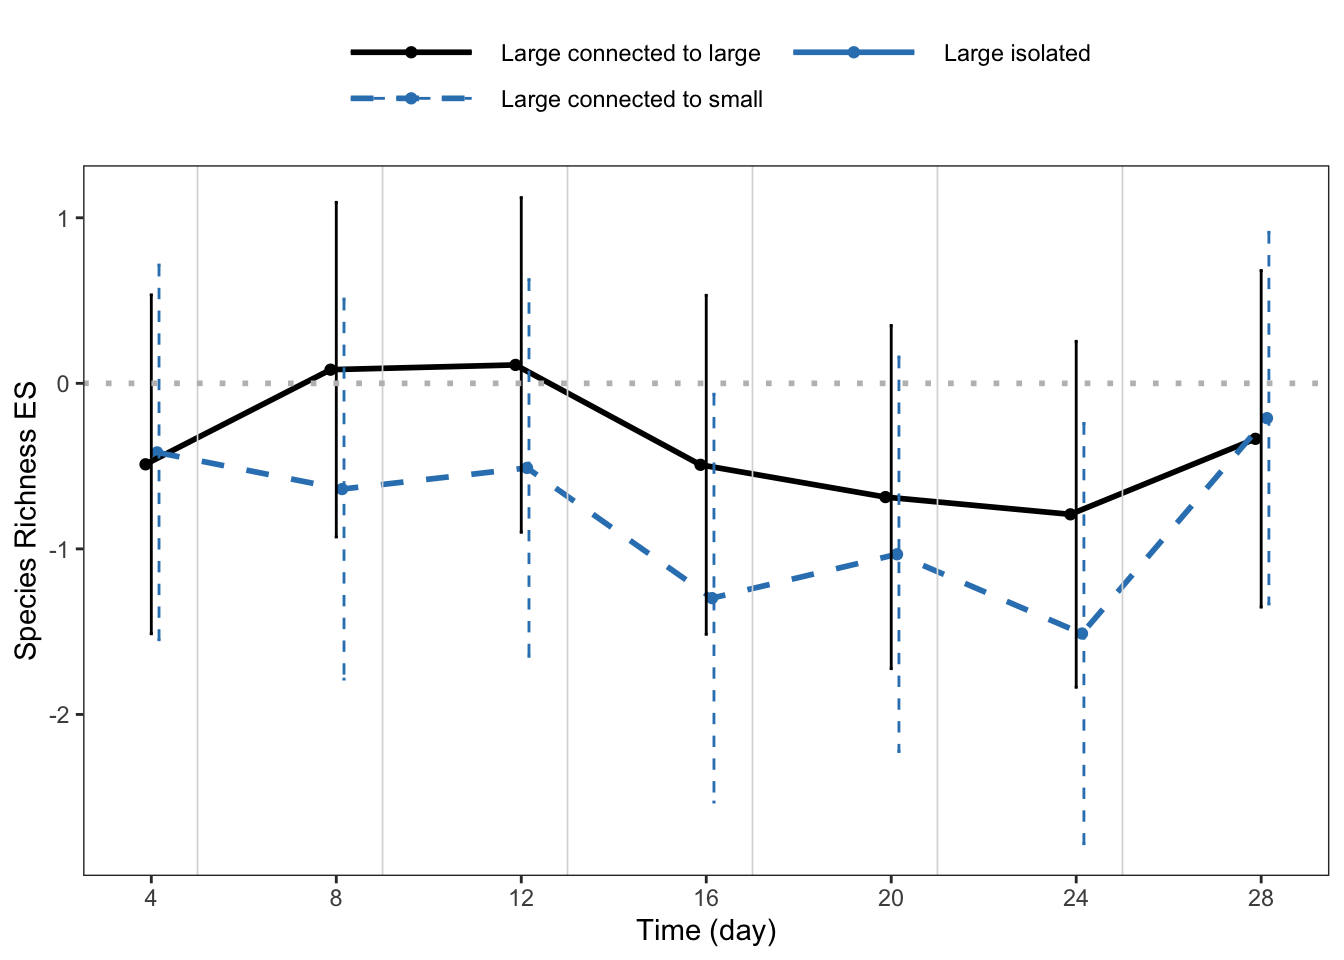 Large connected to large
Large isolated
Large connected to small
Species Richness ES
1
0
-1
-2
4 8 12 16 20 24 28
Time (day)